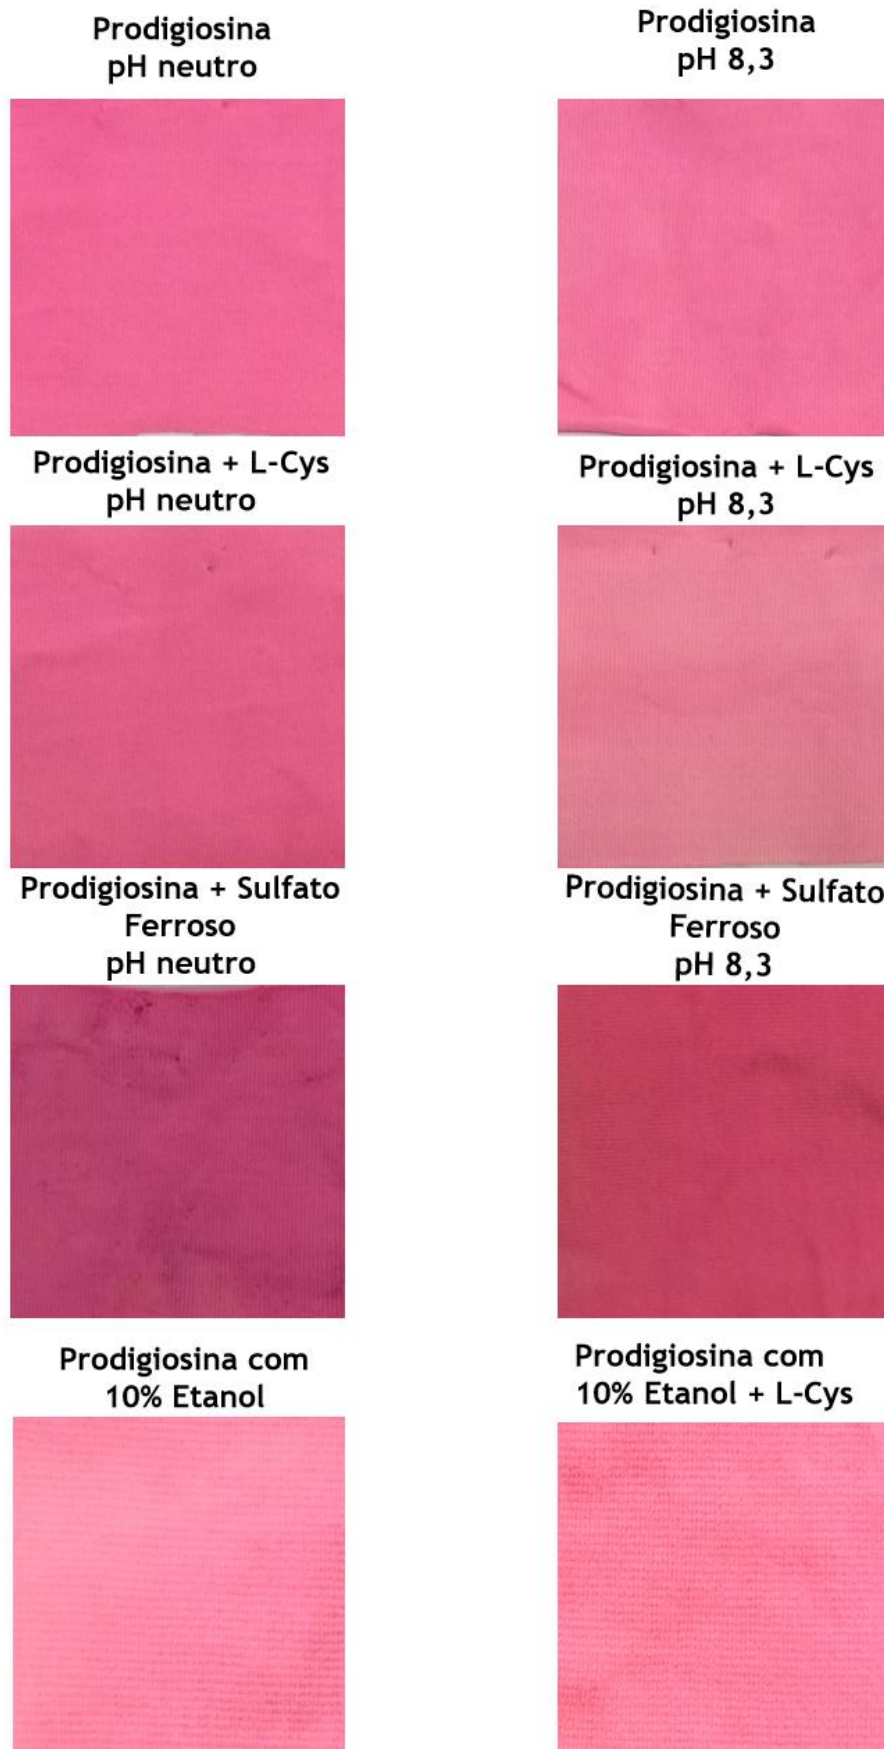 Prodigiosina
pH neutro
Prodigiosina
pH 8,3
Prodigiosina + L-Cys
pH neutro
Prodigiosina + L-Cys
pH 8,3
Prodigiosina + Sulfato
Ferroso
pH neutro
Prodigiosina + Sulfato
Ferroso
pH 8,3
Prodigiosina com
10% Etanol
Prodigiosina com
10% Etanol + L-Cys